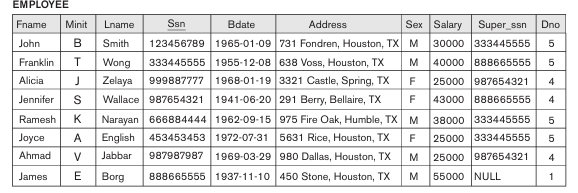 EMPLOYEE
Fname Minit Lname Ssn Bdate Address Sex Salary Super_ssn Dno
John B Smith 123456789 1965-01-09 731 Fondren, Houston, TX M 30000 333445555 5
Franklin T Wong 333445555 1955-12-08 638 Voss, Houston, TX M 40000 888665555 5
Alicia J Zelaya 999887777 1968-01-19 3321 Castle, Spring, TX F 25000 987654321 4
Jennifer S Wallace 987654321 1941-06-20 291 Berry, Bellaire, TX F 43000 888665555 4
Ramesh K Narayan 666884444 1962-09-15 975 Fire Oak, Humble, TX M 38000 333445555 5
Joyce A English 453453453 1972-07-31 5631 Rice, Houston, TX F 25000 333445555 5
Ahmad V Jabbar 987987987 1969-03-29 980 Dallas, Houston, TX M 25000 987654321 4
James E Borg 888665555 1937-11-10 450 Stone, Houston, TX M 55000 NULL 1